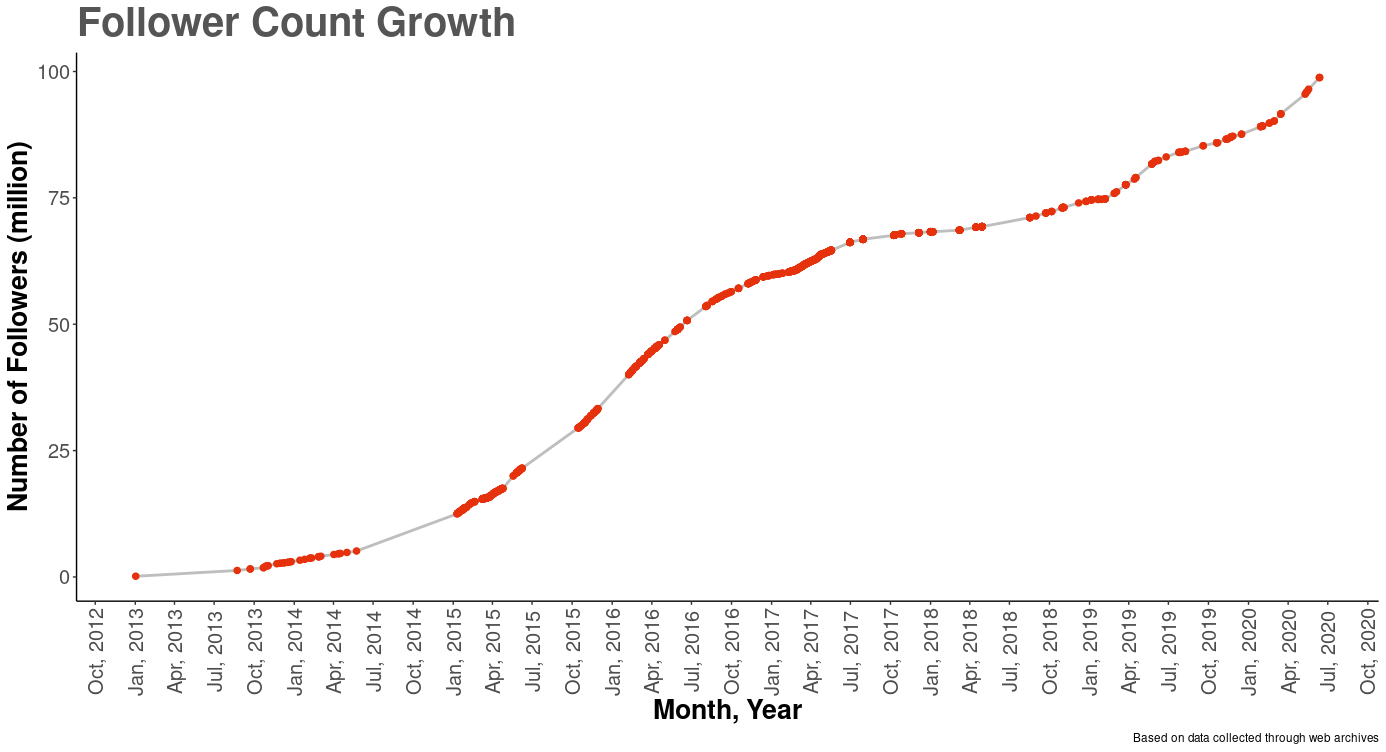 Follower Count Growth
Number of Followers (million)
100
75
50
25
0
Oct, 2012
Jan, 2013
Apr, 2013
Jul, 2013
Oct, 2013
Jan, 2014
Apr, 2014
Jul, 2014
Oct, 2014
Jan, 2015
Apr, 2015
Jul, 2015
Oct, 2015
Jan, 2016
Apr, 2016
Jul, 2016
Oct, 2016
Jan, 2017
Apr, 2017
Jul, 2017
Oct, 2017
Jan, 2018
Apr, 2018
Jul, 2018
Oct, 2018
Jan, 2019
Apr, 2019
Jul, 2019
Oct, 2019
Jan, 2020
Apr, 2020
Jul, 2020
Oct, 2020
Month, Year
Based on data collected through web archives